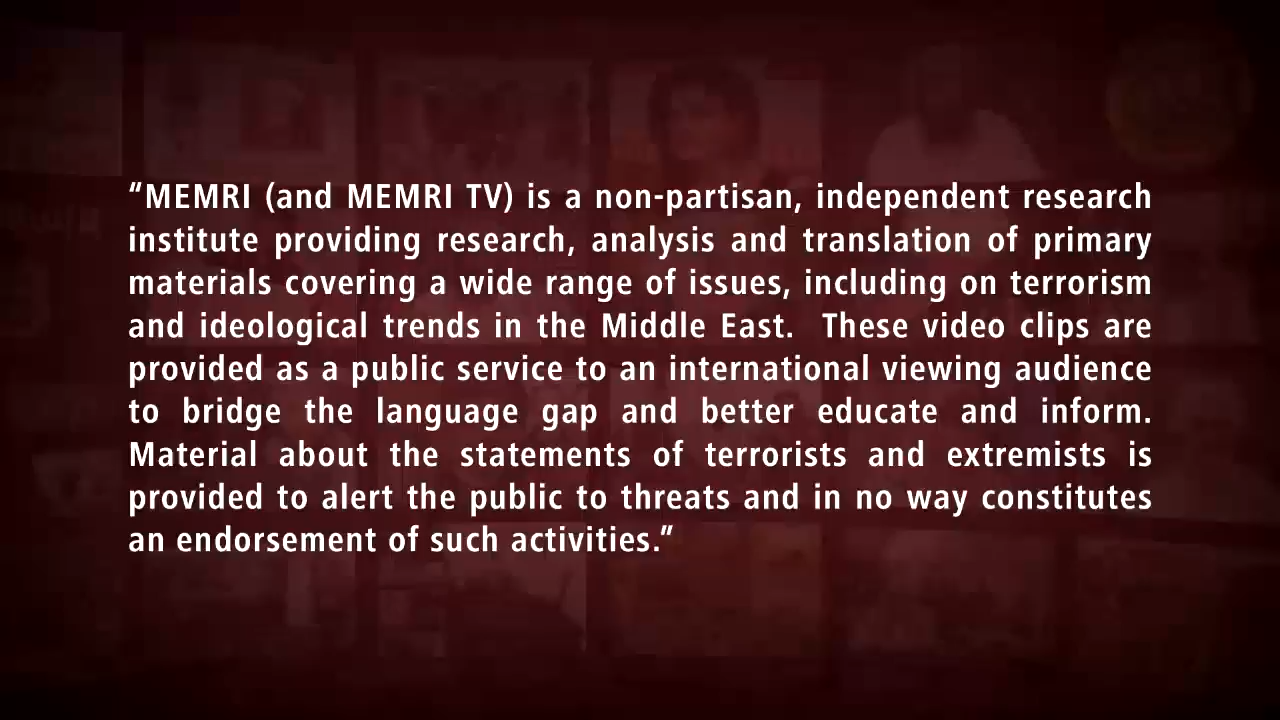 “MEMRI (and MEMRI TV) is a non-partisan, independent research
institute providing research, analysis and translation of primary
materials covering a wide range of issues, including on terrorism
and ideological trends in the Middle East.  These video clips are
provided as a public service to an international viewing audience
to bridge the language gap and better educate and inform.
Material about the statements of terrorists and extremists is
provided to alert the public to threats and in no way constitutes
an endorsement of such activities.”